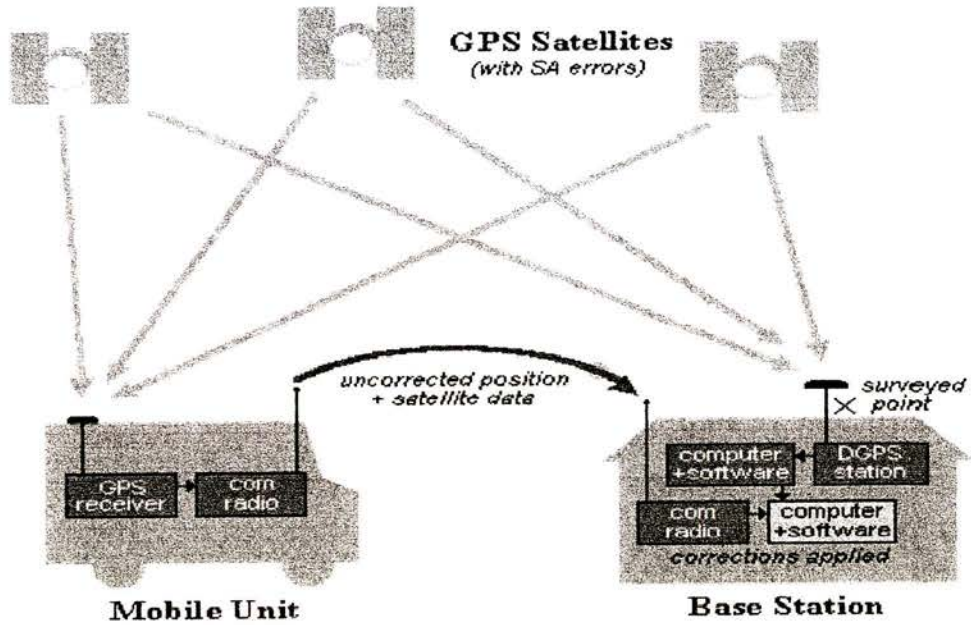 GPS Satellites
(with SA errors)
uncorrected position
+ satellite data
surveyed
point
GPS
receiver
com
radio
computer
+software
DGPS
station
com
radio
computer
+software
corrections applied
Mobile Unit
Base Station